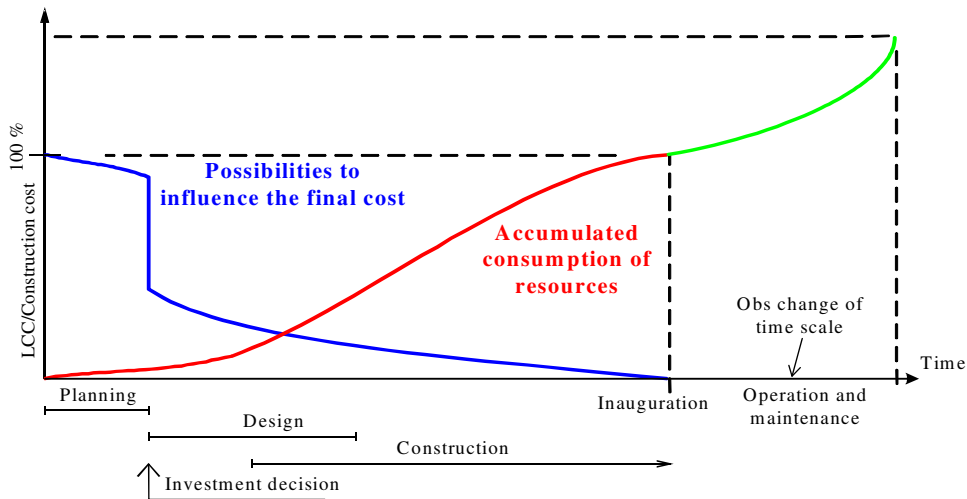 LCC/Construction cost
100 %
Possibilities to
influence the final cost
Accumulated
consumption of
resources
Obs change of
time scale
Time
Planning
Inauguration
Operation and
maintenance
Design
Construction
Investment decision